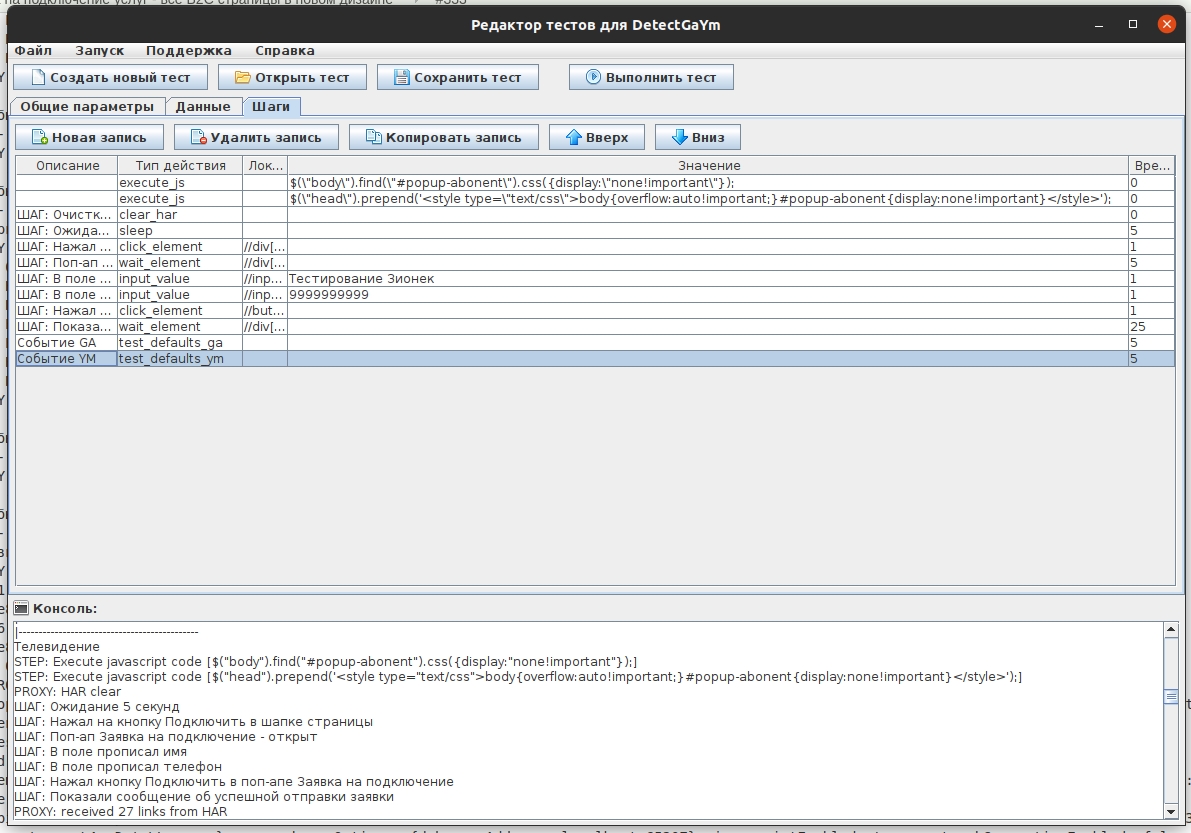 на подключение услуг - все B2C страницы в новом дизайне
#333
Редактор тестов для DetectGaYm
Файл Запуск Поддержка Справка
Создать новый тест Открыть тест Сохранить тест Выполнить тест
Общие параметры Данные Шаги
Новая запись Удалить запись Копировать запись Вверх Вниз
Описание Тип действия Лок... Значение Вре...
execute_js $(\"body\").find(\"#popup-abonent\").css({display:\"none!important\"}); 0
execute_js $(\"head\").prepend('<style type=\"text/css\">body{overflow:auto!important;}#popup-abonent{display:none!important}</style>'); 0
ШАГ: Очистк... clear_har 0
ШАГ: Ожида... sleep 5
ШАГ: Нажал ... click_element //div[... 1
ШАГ: Поп-ап ... wait_element //div[... 5
ШАГ: В поле ... input_value //inp... Тестирование Зионек 1
ШАГ: В поле ... input_value //inp... 9999999999 1
ШАГ: Нажал ... click_element //but... 1
ШАГ: Показа... wait_element //div[... 25
Событие GA test_defaults_ga 5
Событие YM test_defaults_ym 5
Консоль:
|---------------------------------------------
Телевидение
STEP: Execute javascript code [$("body").find("#popup-abonent").css({display:"none!important"});]
STEP: Execute javascript code [$("head").prepend('<style type="text/css">body{overflow:auto!important;}#popup-abonent{display:none!important}</style>');]
PROXY: HAR clear
ШАГ: Ожидание 5 секунд
ШАГ: Нажал на кнопку Подключить в шапке страницы
ШАГ: Поп-ап Заявка на подключение - открыт
ШАГ: В поле прописал имя
ШАГ: В поле прописал телефон
ШАГ: Нажал кнопку Подключить в поп-апе Заявка на подключение
ШАГ: Показали сообщение об успешной отправки заявки
PROXY: received 27 links from HAR